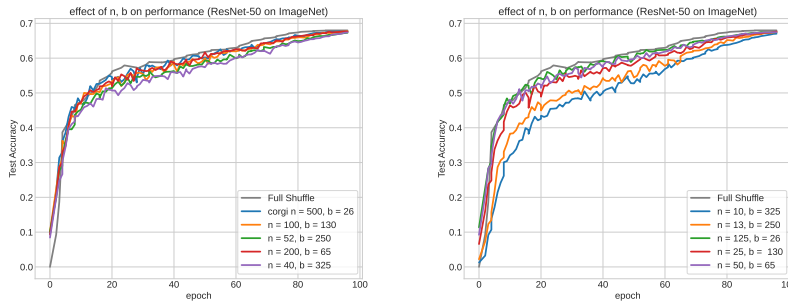 effect of n, b on performance (ResNet-50 on ImageNet)
Test Accuracy
0.7
0.6
0.5
0.4
0.3
0.2
0.1
0.0
Full Shuffle
corgi n = 500, b = 26
n = 100, b = 130
n = 52, b = 250
n = 200, b = 65
n = 40, b = 325
0 20 40 60 80 100
epoch
effect of n, b on performance (ResNet-50 on ImageNet)
Test Accuracy
0.7
0.6
0.5
0.4
0.3
0.2
0.1
0.0
Full Shuffle
n = 10, b = 325
n = 13, b = 250
n = 125, b = 26
n = 25, b =  130
n = 50, b = 65
0 20 40 60 80
epoch